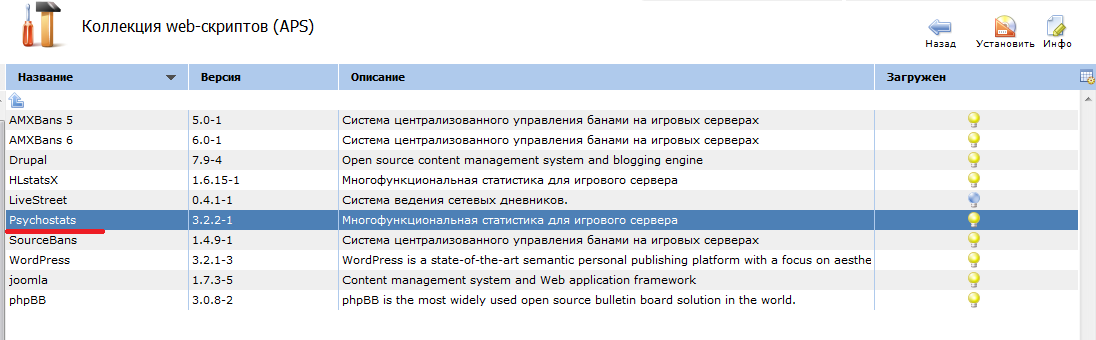 Коллекция web-скриптов (APS)
Назад Установить Инфо
Название Версия Описание Загружен
AMXBans 5 5.0-1 Система централизованного управления банами на игровых серверах
AMXBans 6 6.0-1 Система централизованного управления банами на игровых серверах
Drupal 7.9-4 Open source content management system and blogging engine
HLstatsX 1.6.15-1 Многофункциональная статистика для игрового сервера
LiveStreet 0.4.1-1 Система ведения сетевых дневников.
Psychostats 3.2.2-1 Многофункциональная статистика для игрового сервера
SourceBans 1.4.9-1 Система централизованного управления банами на игровых серверах
WordPress 3.2.1-3 WordPress is a state-of-the-art semantic personal publishing platform with a focus on aesthe
joomla 1.7.3-5 Content management system and Web application framework
phpBB 3.0.8-2 phpBB is the most widely used open source bulletin board solution in the world.